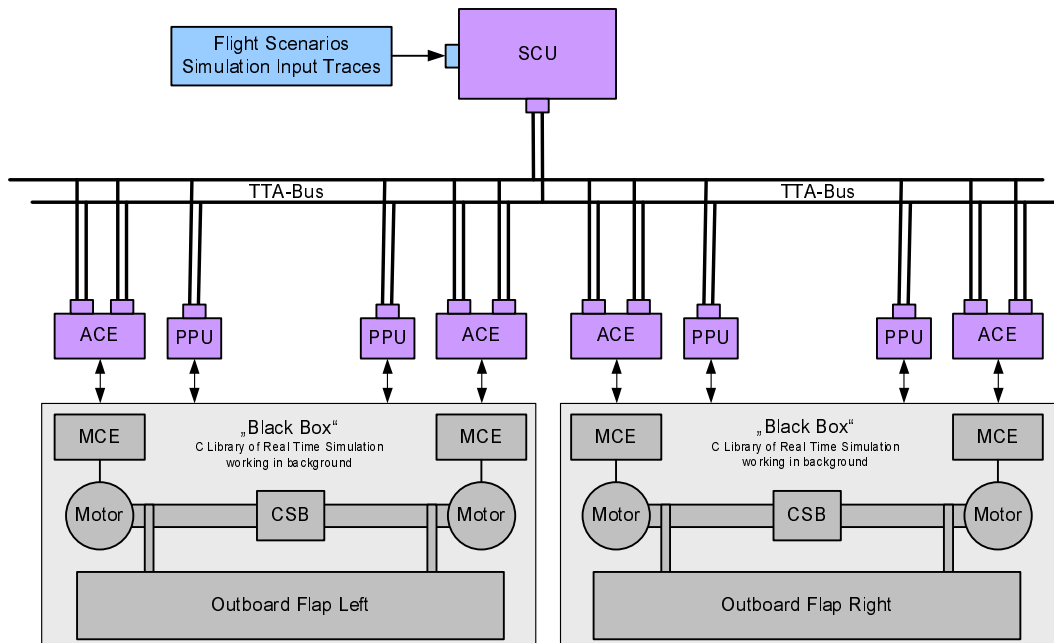 Flight Scenarios
Simulation Input Traces
SCU
TTA-Bus
TTA-Bus
ACE
PPU
PPU
ACE
ACE
PPU
PPU
ACE
MCE
„Black Box“
C Library of Real Time Simulation
working in background
MCE
Motor
CSB
Motor
Outboard Flap Left
MCE
„Black Box“
C Library of Real Time Simulation
working in background
MCE
Motor
CSB
Motor
Outboard Flap Right